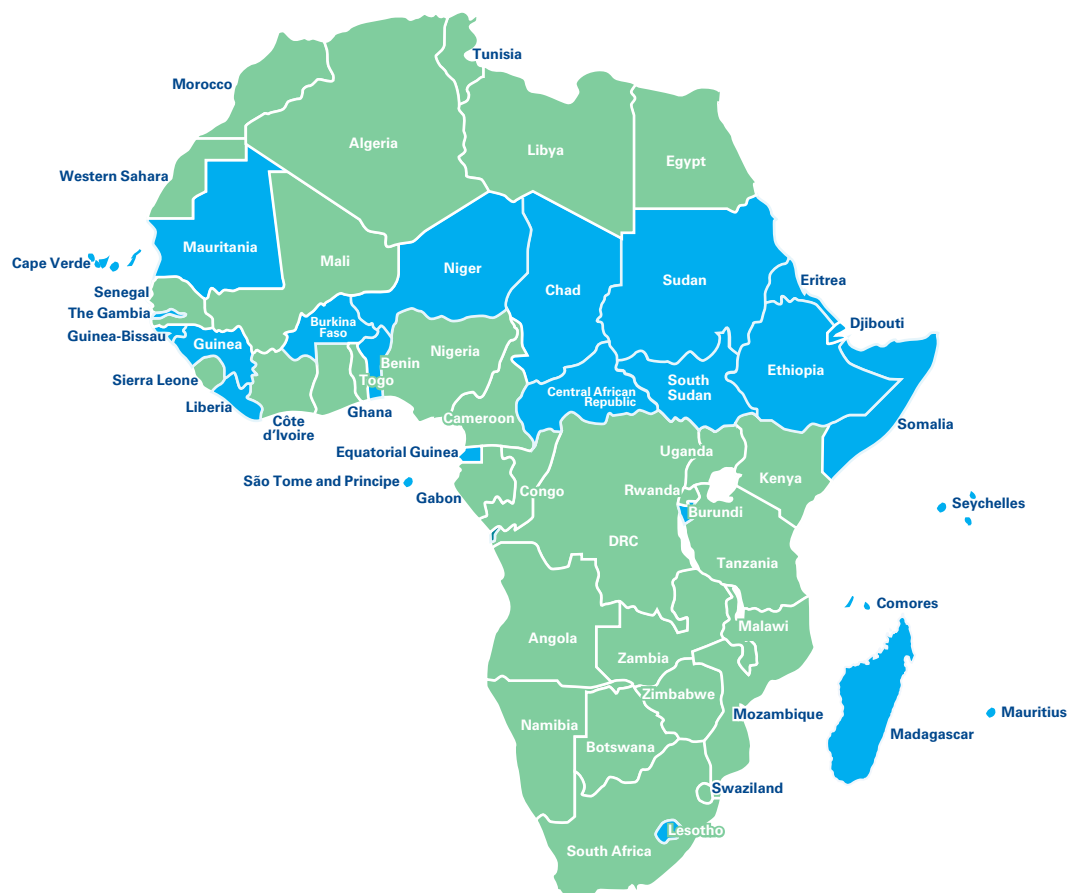 Tunisia
Morocco
Algeria
Libya
Egypt
Western Sahara
Mauritania
Cape Verde
Mali
Niger
Chad
Sudan
Eritrea
Senegal
The Gambia
Guinea-Bissau
Burkina
Faso
Djibouti
Guinea
Nigeria
Benin
Ethiopia
Sierra Leone
Togo
South
Sudan
Central African
Republic
Liberia
Ghana
Côte
d'Ivoire
Cameroon
Somalia
Equatorial Guinea
Uganda
São Tome and Principe
Gabon
Congo
Rwanda
Kenya
Burundi
Seychelles
DRC
Tanzania
Comores
Malawi
Angola
Zambia
Zimbabwe
Mozambique
Mauritius
Namibia
Botswana
Madagascar
Swaziland
Lesotho
South Africa